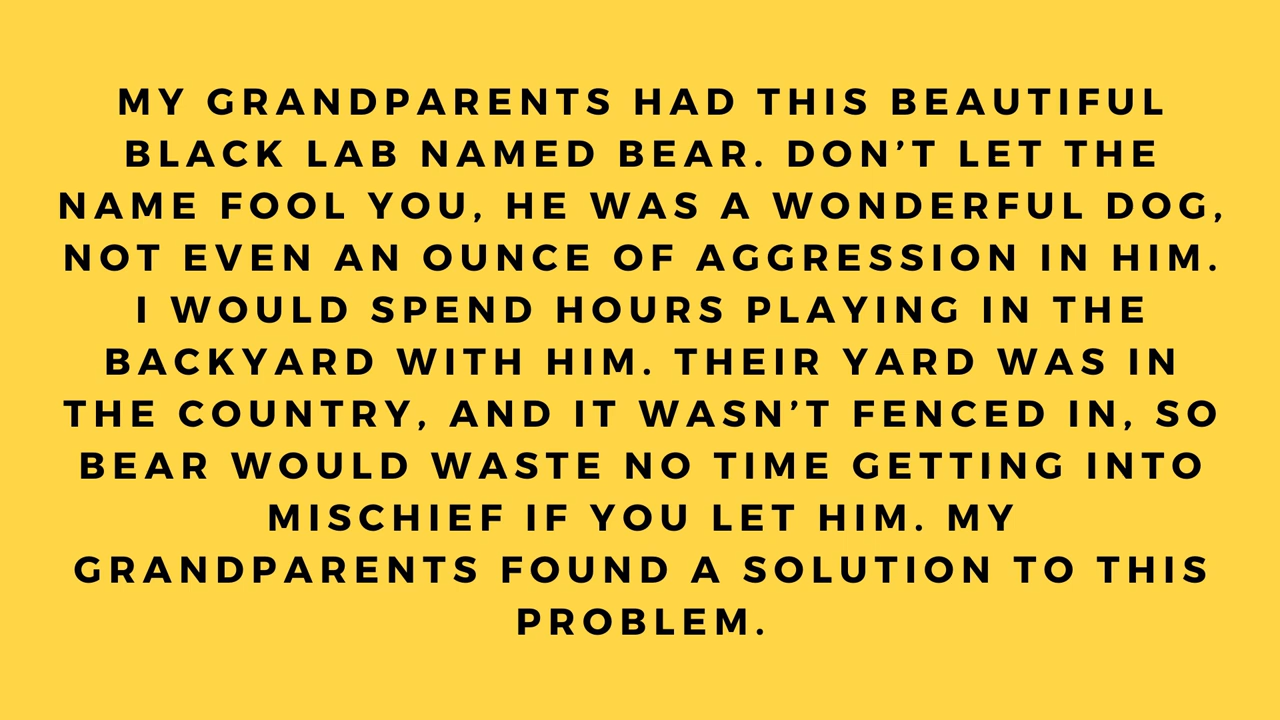 MY GRANDPARENTS HAD THIS BEAUTIFUL
BLACK LAB NAMED BEAR. DON’T LET THE
NAME FOOL YOU, HE WAS A WONDERFUL DOG,
NOT EVEN AN OUNCE OF AGGRESSION IN HIM.
I WOULD SPEND HOURS PLAYING IN THE
BACKYARD WITH HIM. THEIR YARD WAS IN
THE COUNTRY, AND IT WASN’T FENCED IN, SO
BEAR WOULD WASTE NO TIME GETTING INTO
MISCHIEF IF YOU LET HIM. MY
GRANDPARENTS FOUND A SOLUTION TO THIS
PROBLEM.